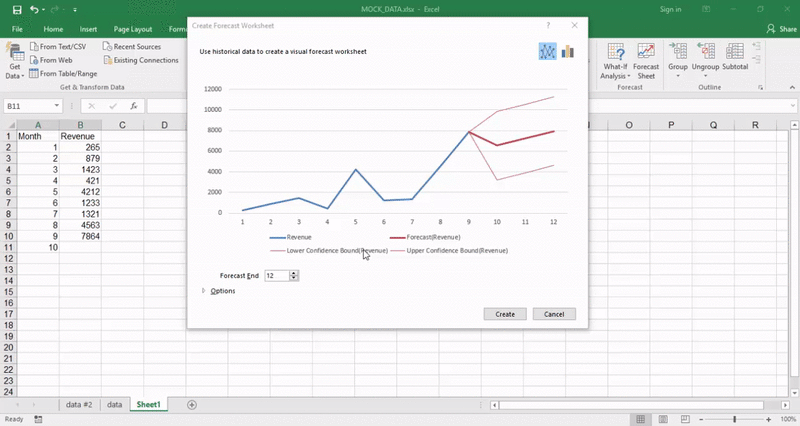 MOCK_DATA.xlsx - Excel
Sign in
File Home Insert Page Layout Formu
Share
Get Data
From Text/CSV
From Web
From Table/Range
Recent Sources
Existing Connections
Get & Transform Data
What-If Analysis
Forecast Sheet
Forecast
Group
Ungroup
Subtotal
Outline
B11
A B C D N O P Q R
1 Month Revenue
2 1 265
3 2 879
4 3 1423
5 4 421
6 5 4212
7 6 1233
8 7 1321
9 8 4563
10 9 7864
11 10
12
13
14
15
16
17
18
19
20
21
22
23
24
Create Forecast Worksheet
?
Use historical data to create a visual forecast worksheet
12000
10000
8000
6000
4000
2000
0
1 2 3 4 5 6 7 8 9 10 11 12
Revenue
Forecast(Revenue)
Lower Confidence Bound(Revenue)
Upper Confidence Bound(Revenue)
Forecast End 12
Options
Create
Cancel
data #2 data Sheet1
Ready
100%